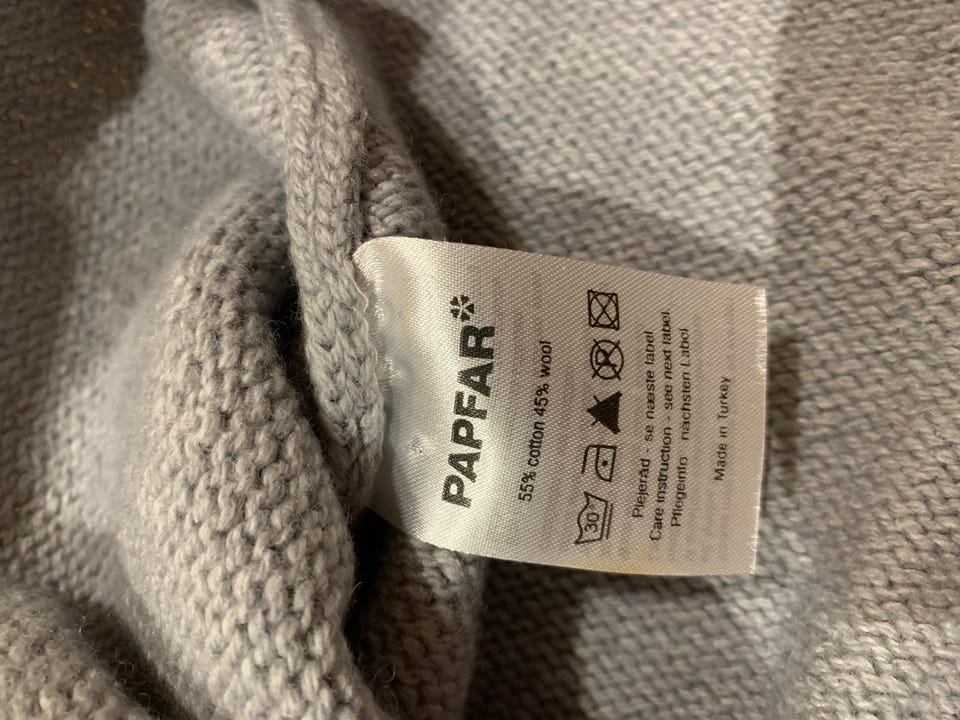 PAPFAR
55% cotton 45% wool
30°
P
Plejeråd - se næste label
Care instruction - see next label
Pflegeinfo nächsten Label
Made in Turkey